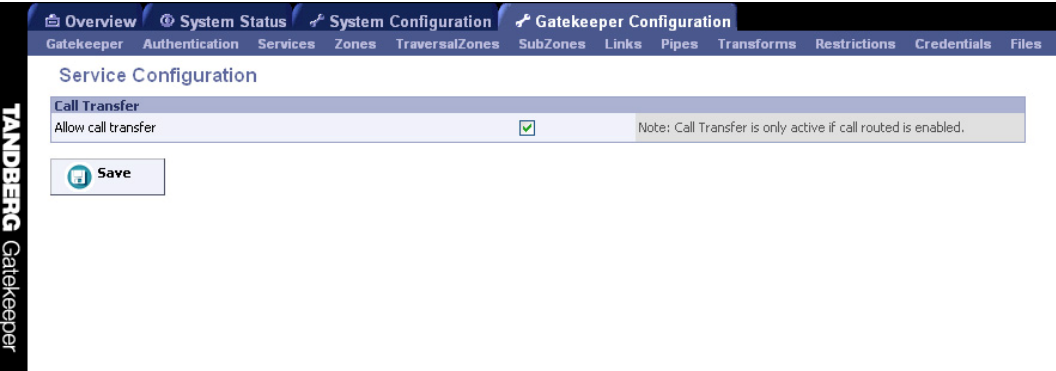 Overview System Status System Configuration Gatekeeper Configuration
Gatekeeper Authentication Services Zones TraversalZones SubZones Links Pipes Transforms Restrictions Credentials Files
Service Configuration
Call Transfer
Allow call transfer Note: Call Transfer is only active if call routed is enabled.
Save
TANDBERG Gatekeeper